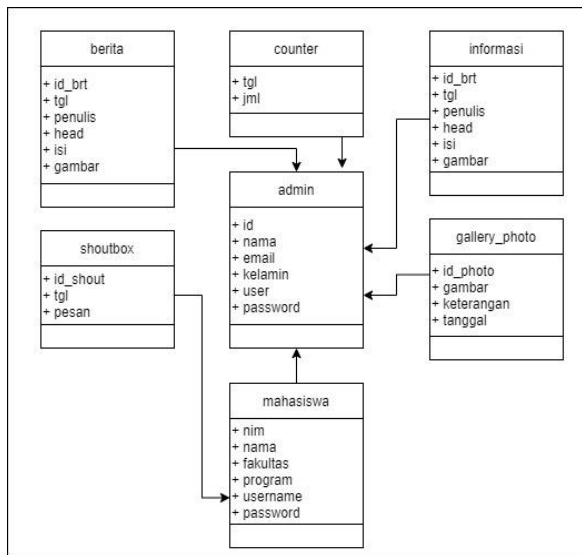 berita
+ id_brt
+ tgl
+ penulis
+ head
+ isi
+ gambar
counter
+ tgl
+ jml
informasi
+ id_brt
+ tgl
+ penulis
+ head
+ isi
+ gambar
admin
+ id
+ nama
+ email
+ kelamin
+ user
+ password
shoutbox
+ id_shout
+ tgl
+ pesan
gallery_photo
+ id_photo
+ gambar
+ keterangan
+ tanggal
mahasiswa
+ nim
+ nama
+ fakultas
+ program
+ username
+ password